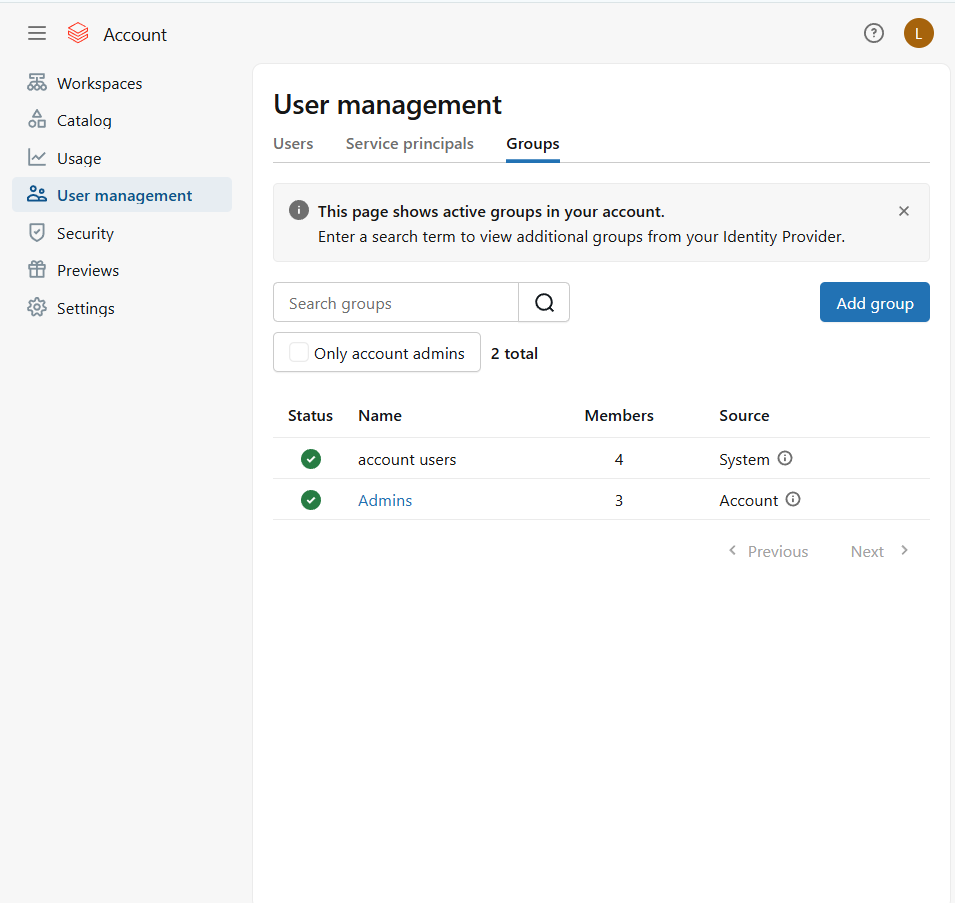 Account
?
L
Workspaces
Catalog
Usage
User management
Security
Previews
Settings
User management
Users Service principals Groups
This page shows active groups in your account.
Enter a search term to view additional groups from your Identity Provider.
Search groups
Add group
Only account admins 2 total
Status Name Members Source
account users 4 System
Admins 3 Account
Previous Next